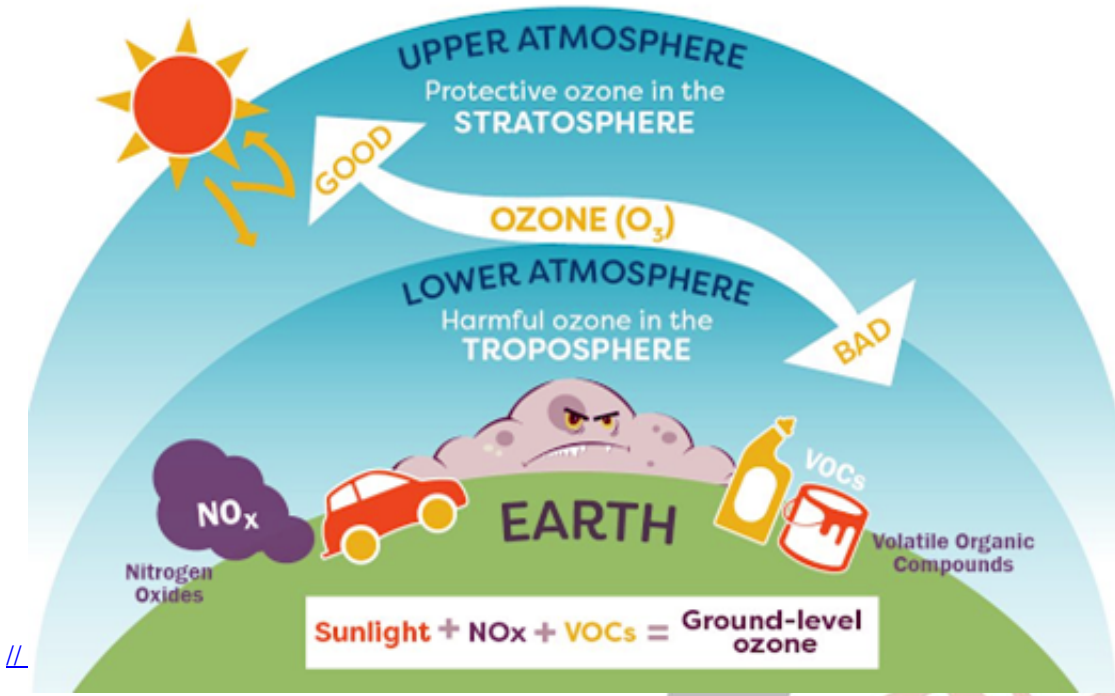 UPPER ATMOSPHERE
Protective ozone in the
STRATOSPHERE
GOOD
OZONE (O₃)
LOWER ATMOSPHERE
Harmful ozone in the
TROPOSPHERE
BAD
VOCs
NOx
EARTH
Volatile Organic
Compounds
Nitrogen
Oxides
Sunlight + NOx + VOCs = Ground-level
ozone
//